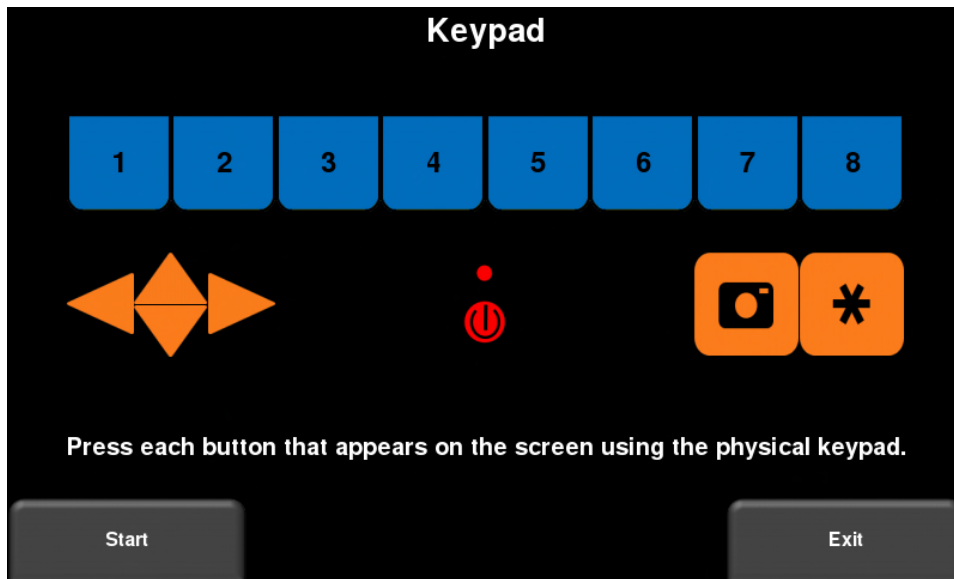 Keypad
1 2 3 4 5 6 7 8
*
Press each button that appears on the screen using the physical keypad.
Start Exit